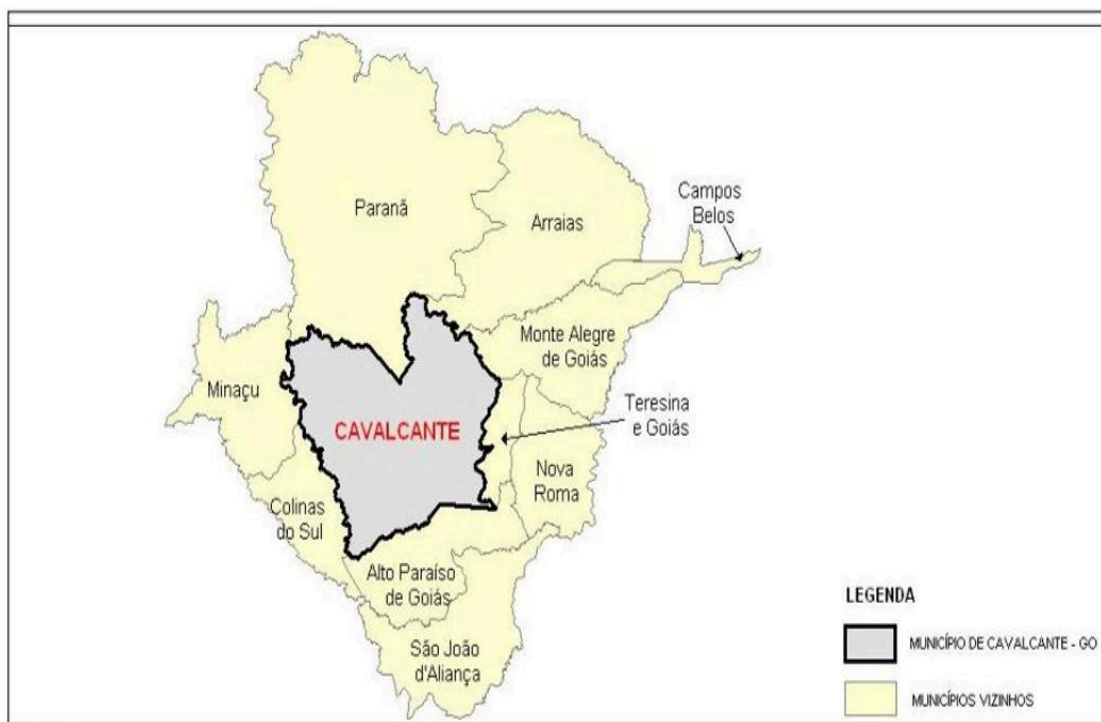 Paranã
Arraias
Campos
Belos
Monte Alegre
de Goiás
Minaçu
Teresina
e Goiás
CAVALCANTE
Nova
Roma
Colinas
do Sul
Alto Paraíso
de Goiás
São João
d'Aliança
LEGENDA
MUNICÍPIO DE CAVALCANTE - GO
MUNICÍPIOS VIZINHOS